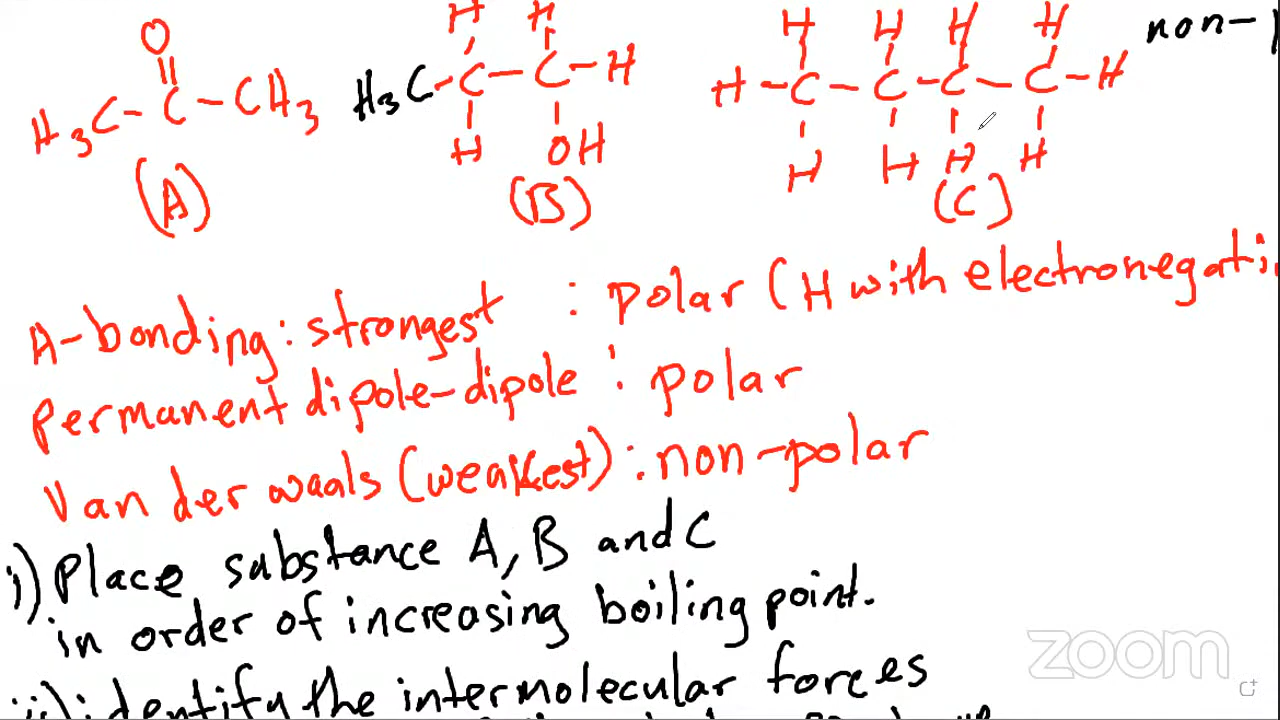 O H H H H H H non-
H₃C - C - CH₃ H₃C - C - C - H H - C - C - C - C - H
H OH H H H H
(A) (B) (C)
A-bonding: strongest : polar (H with electronegati
permanent dipole-dipole : polar
Van der waals (weakest): non-polar
i) Place substance A, B and C
in order of increasing boiling point.
ii) identify the intermolecular forces
zoom